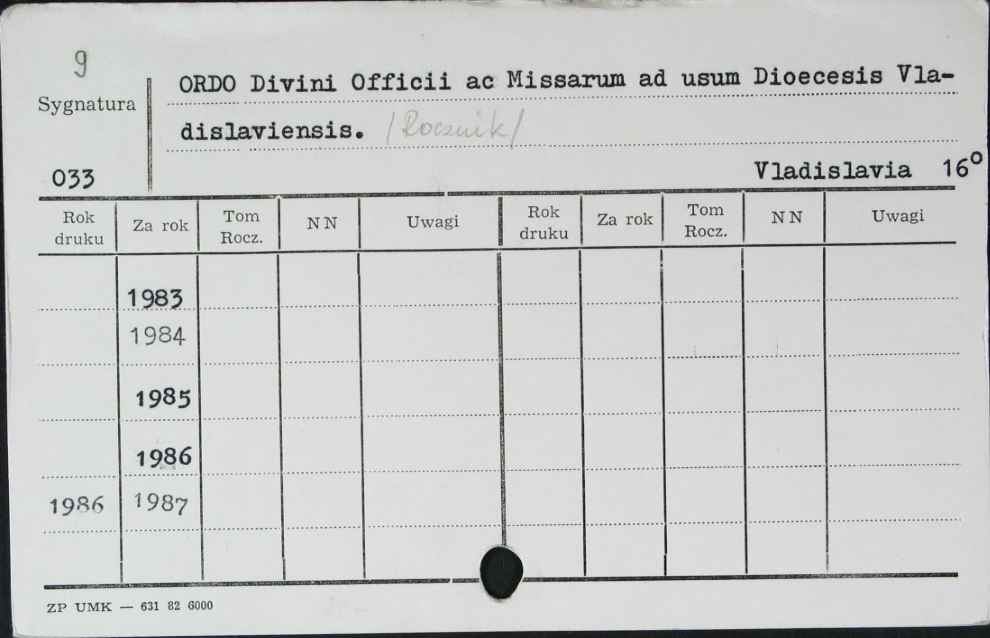 9
Sygnatura
ORDO Divini Officii ac Missarum ad usum Dioecesis Vla-
dislaviensis. /Rocznik/
033
Vladislavia 16°
Rok druku Za rok Tom Rocz. NN Uwagi Rok druku Za rok Tom Rocz. NN Uwagi
1983
1984
1985
1986
1986 1987
ZP UMK — 631 82 6000